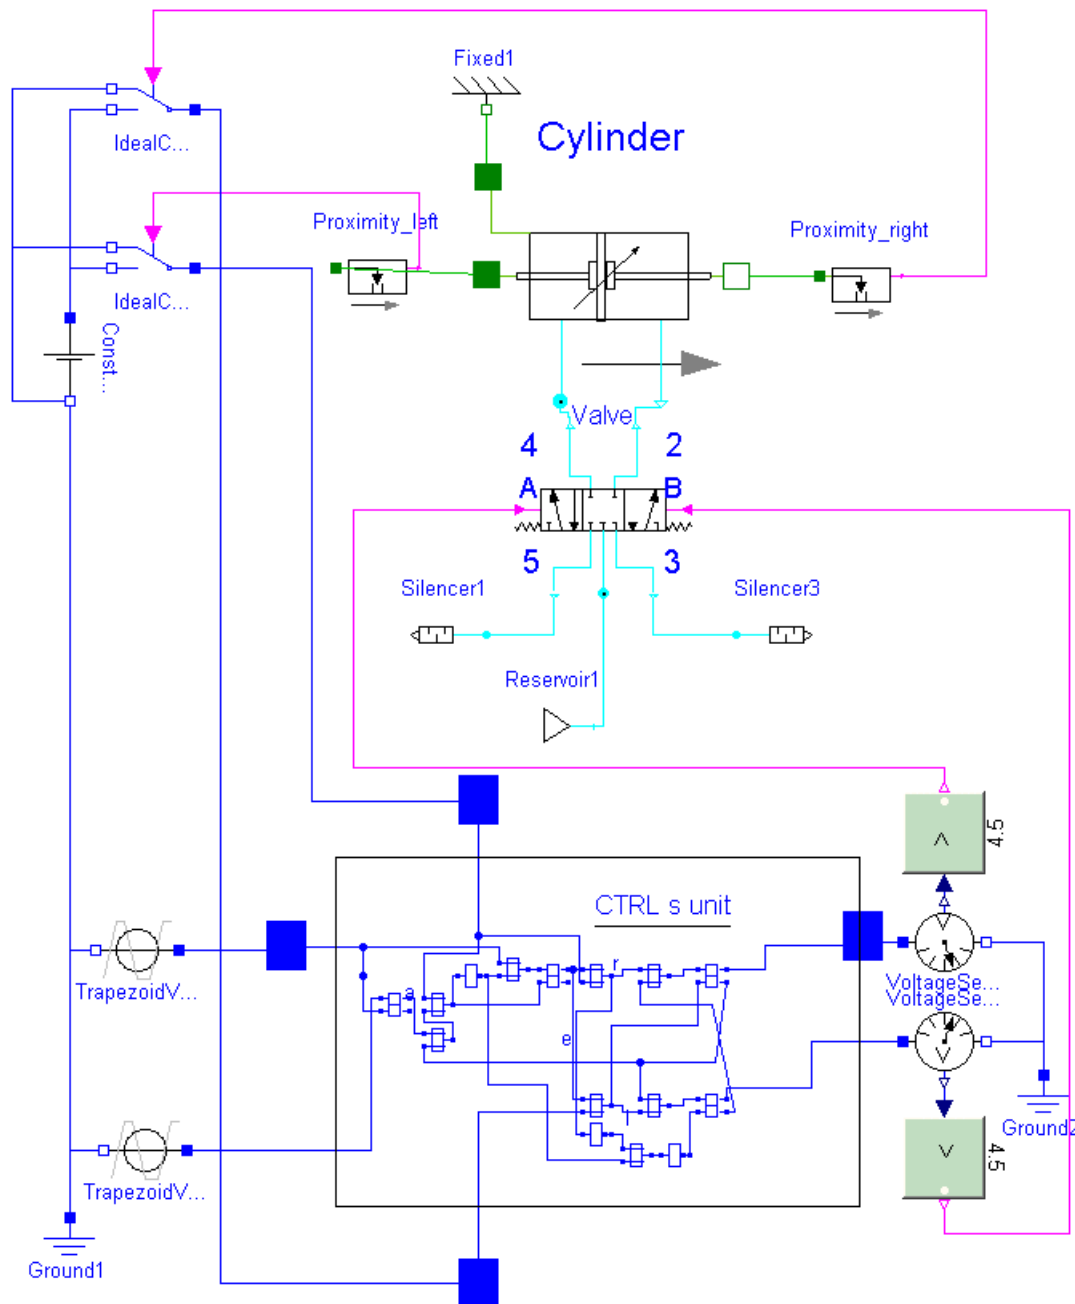 Fixed1
Cylinder
IdealC...
Proximity_left
Proximity_right
IdealC...
Const...
Valve
4
2
A
B
5
3
Silencer1
Silencer3
Reservoir1
4.5
CTRL s unit
r
a
VoltageSe...
VoltageSe...
TrapezoidV...
e
l
Ground2
4.5
TrapezoidV...
Ground1